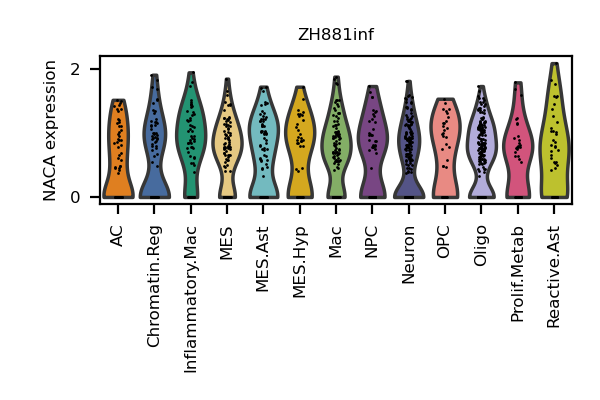 ZH881inf
NACA expression
2
0
AC
Chromatin.Reg
Inflammatory.Mac
MES
MES.Ast
MES.Hyp
Mac
NPC
Neuron
OPC
Oligo
Prolif.Metab
Reactive.Ast